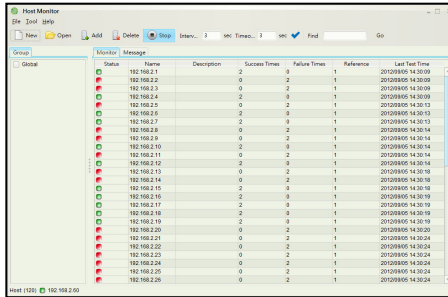 Host Monitor
File Tool Help
New Open Add Delete Stop Interv... 3 sec Timeo... 3 sec Find Go
Group Monitor Message
Global Status Name Description Success Times Failure Times Reference Last Test Time
192.168.2.1 2 0 1 2012/09/05 14:30:09
192.168.2.2 0 2 1 2012/09/05 14:30:09
192.168.2.3 0 2 1 2012/09/05 14:30:09
192.168.2.4 2 0 1 2012/09/05 14:30:09
192.168.2.5 2 0 1 2012/09/05 14:30:13
192.168.2.6 2 0 1 2012/09/05 14:30:13
192.168.2.7 2 0 1 2012/09/05 14:30:13
192.168.2.8 0 2 1 2012/09/05 14:30:14
192.168.2.9 0 2 1 2012/09/05 14:30:14
192.168.2.10 2 0 1 2012/09/05 14:30:14
192.168.2.11 2 0 1 2012/09/05 14:30:14
192.168.2.12 2 0 1 2012/09/05 14:30:14
192.168.2.13 0 2 1 2012/09/05 14:30:18
192.168.2.14 0 2 1 2012/09/05 14:30:18
192.168.2.15 2 0 1 2012/09/05 14:30:18
192.168.2.16 2 0 1 2012/09/05 14:30:19
192.168.2.17 2 0 1 2012/09/05 14:30:19
192.168.2.18 2 0 1 2012/09/05 14:30:19
192.168.2.19 2 0 1 2012/09/05 14:30:19
192.168.2.20 0 2 1 2012/09/05 14:30:20
192.168.2.21 0 2 1 2012/09/05 14:30:24
192.168.2.22 0 2 1 2012/09/05 14:30:24
192.168.2.23 0 2 1 2012/09/05 14:30:24
192.168.2.24 0 2 1 2012/09/05 14:30:24
192.168.2.25 0 2 1 2012/09/05 14:30:24
192.168.2.26 0 2 1 2012/09/05 14:30:24
Host (120) 192.168.2.60